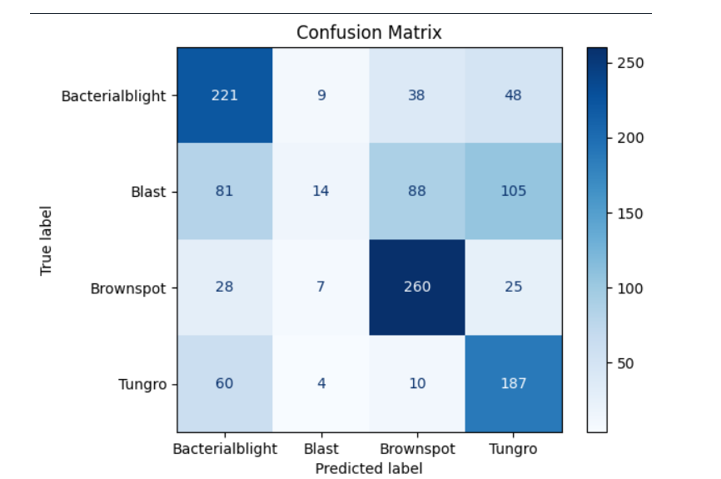 Confusion Matrix
Bacterialblight 221 9 38 48
Blast 81 14 88 105
Brownspot 28 7 260 25
Tungro 60 4 10 187
Bacterialblight Blast Brownspot Tungro
Predicted label
True label
250
200
150
100
50